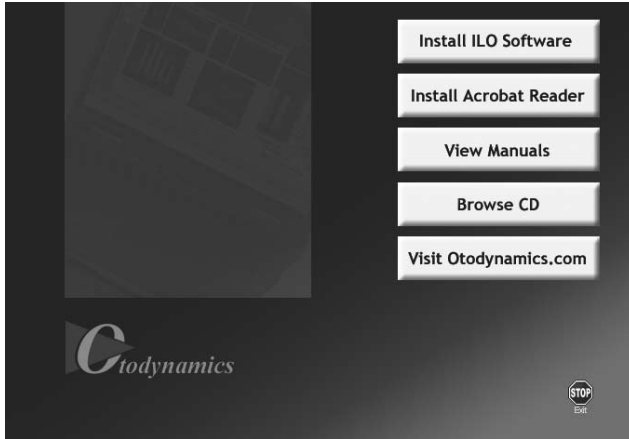 Install ILO Software
Install Acrobat Reader
View Manuals
Browse CD
Visit Otodynamics.com
Otodynamics
STOP
Exit